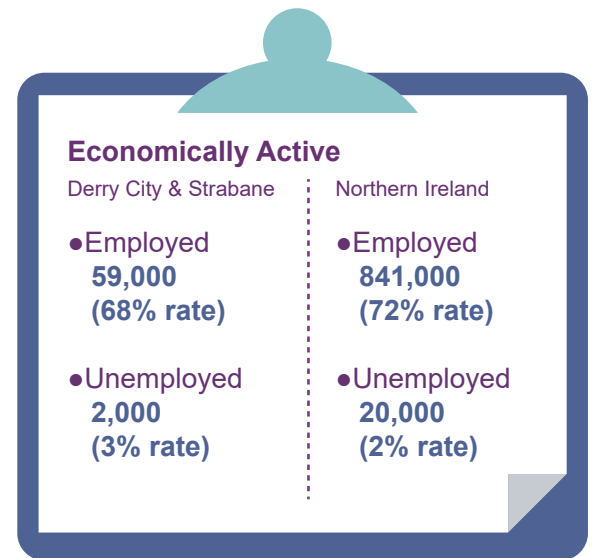 Economically Active
Derry City & Strabane
●Employed
59,000
(68% rate)
●Unemployed
2,000
(3% rate)
Northern Ireland
●Employed
841,000
(72% rate)
●Unemployed
20,000
(2% rate)